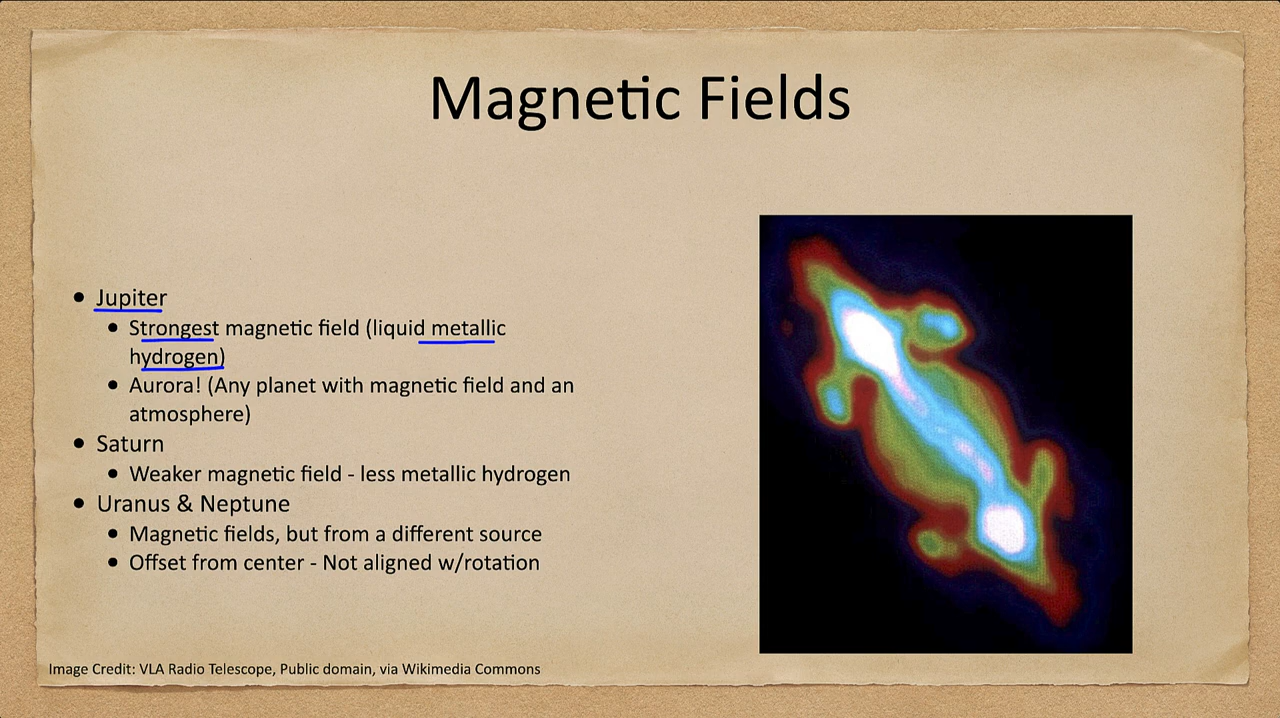 Magnetic Fields
• Jupiter
• Strongest magnetic field (liquid metallic
hydrogen)
• Aurora! (Any planet with magnetic field and an
atmosphere)
• Saturn
• Weaker magnetic field - less metallic hydrogen
• Uranus & Neptune
• Magnetic fields, but from a different source
• Offset from center - Not aligned w/rotation
Image Credit: VLA Radio Telescope, Public domain, via Wikimedia Commons